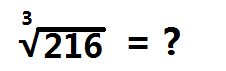 ∛216 = ?